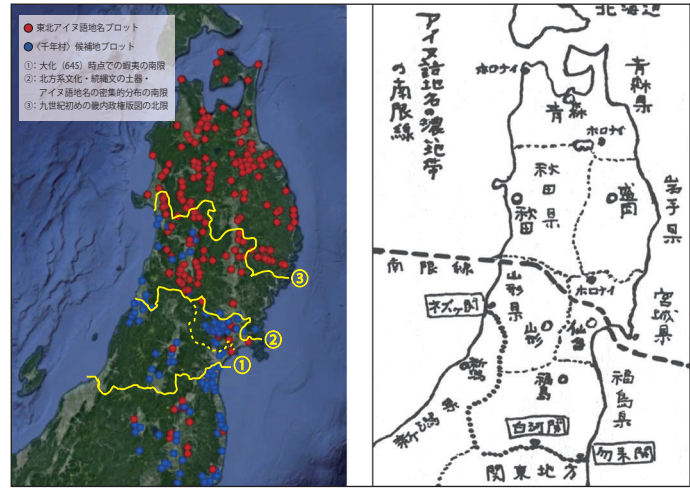 東北アイヌ語地名プロット
〈千年村〉候補地プロット
①：大化（645）時点での蝦夷の南限
②：北方系文化・続縄文の土器・
アイヌ語地名の密集的分布の南限
③：九世紀初めの畿内政権版図の北限
③
②
①
アイヌ語地名の濃い地帯
の南限線
北海道
ホロナイ
青森県
青森
ホロナイ
秋田県
秋田
盛岡
岩手県
南限線
山形県
ホロナイ
宮城県
ネズヶ関
山形
仙台
新潟
福島
福島県
新潟県
白河関
勿来関
関東地方